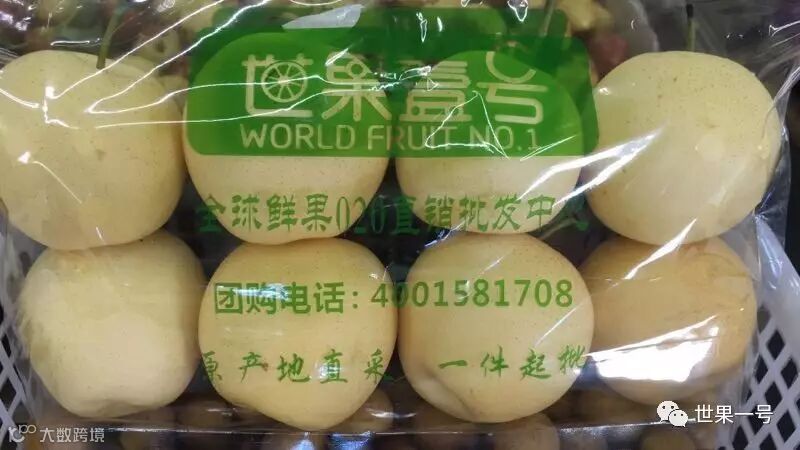 世果壹号
WORLD FRUIT NO.1
全球鲜果020直销批发中心
团购电话:4001581708
原产地直采 一件起批
世果一号
大数跨境